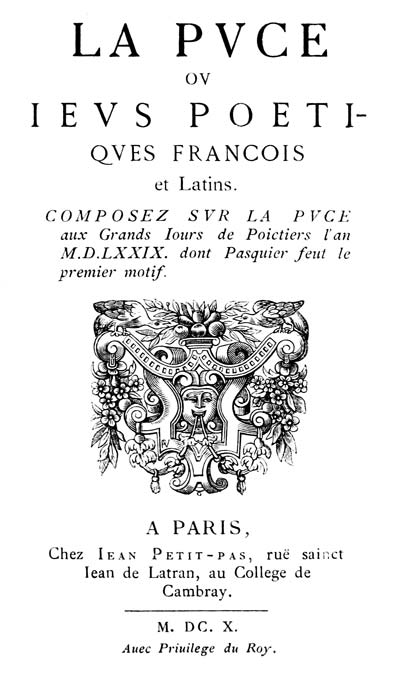 LA PVCE
OV
IEVS POETI-
QVES FRANCOIS
et Latins.
COMPOSEZ SVR LA PVCE
aux Grands Iours de Poictiers l'an
M.D.LXXIX. dont Pasquier feut le
premier motif.
A PARIS,
Chez IEAN PETIT-PAS, ruë sainct
Iean de Latran, au College de
Cambray.
M. DC. X.
Auec Priuilege du Roy.